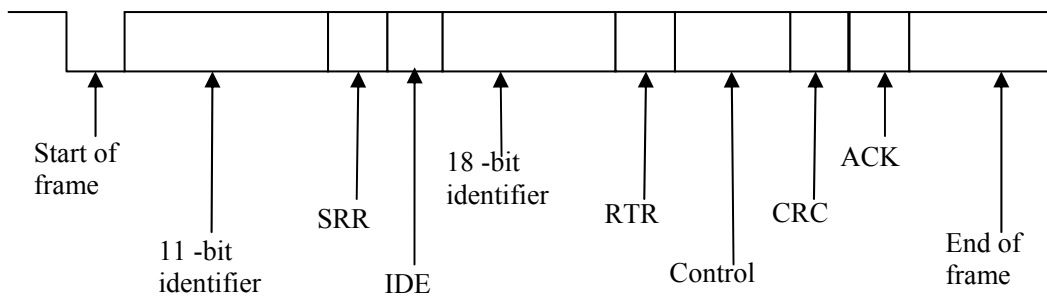 Start of
frame
11 -bit
identifier
SRR
IDE
18 -bit
identifier
RTR
Control
CRC
ACK
End of
frame